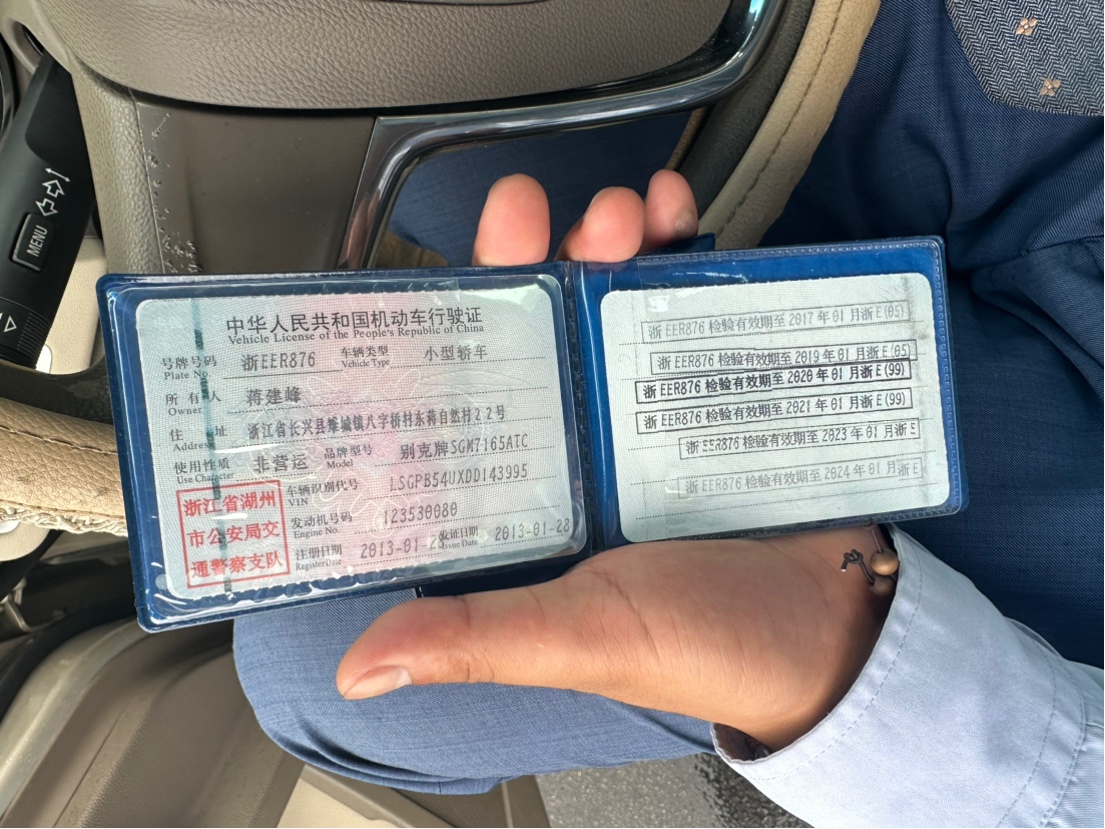 中华人民共和国机动车行驶证
Vehicle License of the People's Republic of China
号牌号码 浙EER876 车辆类型 小型轿车
Plate No. Vehicle Type
所有人 蒋建峰
Owner
住址 浙江省长兴县雉城镇八字桥村东蒋自然村22号
Address
使用性质 非营运 品牌型号 别克牌SGM7165ATC
Use Character Model
浙江省湖州
市公安局交
通警察支队
车辆识别代号 LSGPB54UXDD143995
VIN
发动机号码 123530080
Engine No.
注册日期 2013-01-28 发证日期 2013-01-28
Register Date Issue Date
浙EER876 检验有效期至2017年01月浙E(05)
浙EER876 检验有效期至2019年01月浙E(05)
浙EER876 检验有效期至2020年01月浙E(99)
浙EER876 检验有效期至2021年01月浙E(99)
浙EER876 检验有效期至2023年01月浙E
浙EER876 检验有效期至2024年01月浙E
MENU